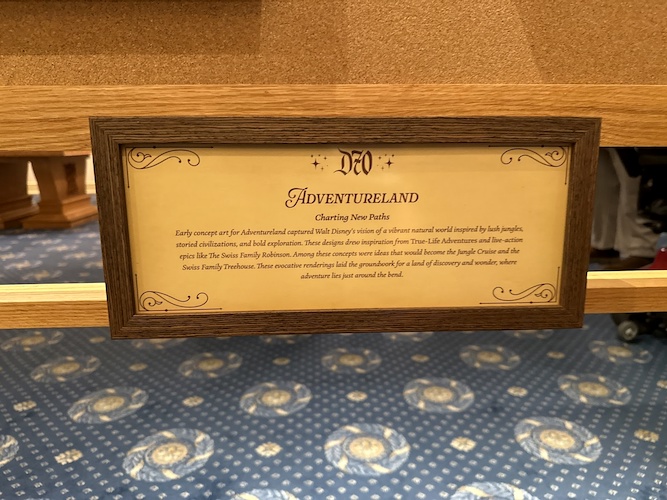 D70
ADVENTURELAND
Charting New Paths
Early concept art for Adventureland captured Walt Disney's vision of a vibrant natural world inspired by lush jungles,
storied civilizations, and bold exploration. These designs drew inspiration from True-Life Adventures and live-action
epics like The Swiss Family Robinson. Among these concepts were ideas that would become the Jungle Cruise and the
Swiss Family Treehouse. These evocative renderings laid the groundwork for a land of discovery and wonder, where
adventure lies just around the bend.